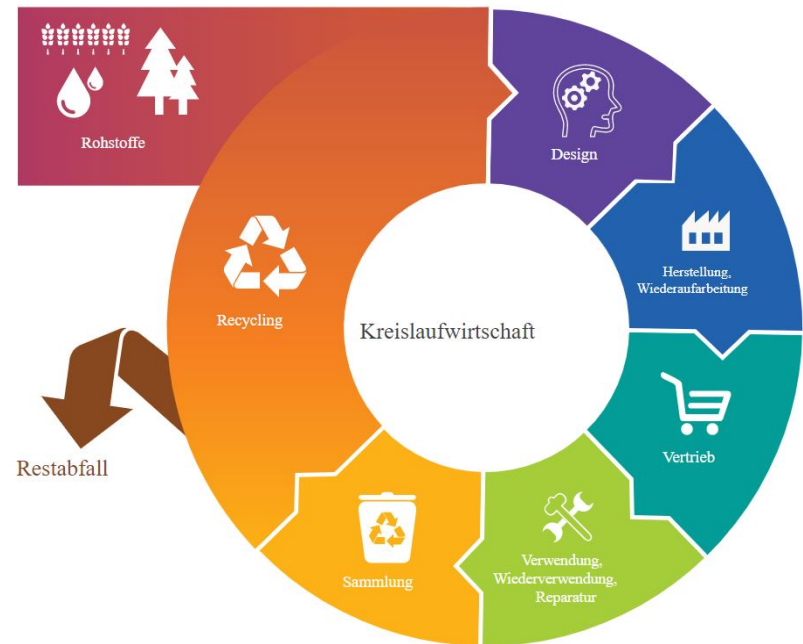 Rohstoffe
Design
Herstellung,
Wiederaufarbeitung
Recycling
Kreislaufwirtschaft
Vertrieb
Restabfall
Verwendung,
Wiederverwendung,
Reparatur
Sammlung